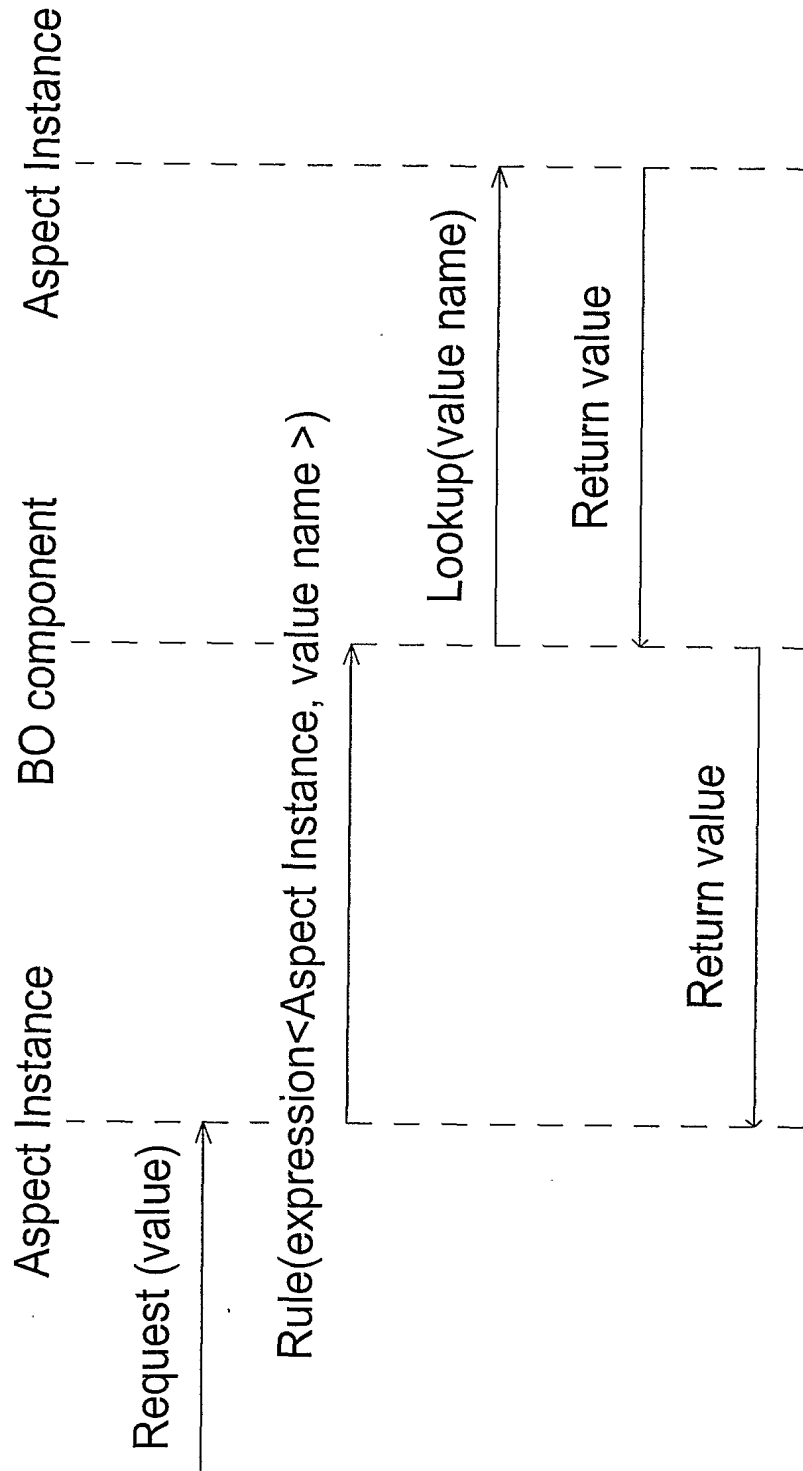 Aspect Instance
BO component
Aspect Instance
Request (value)
Rule(expression<Aspect Instance, value name >)
Lookup(value name)
Return value
Return value